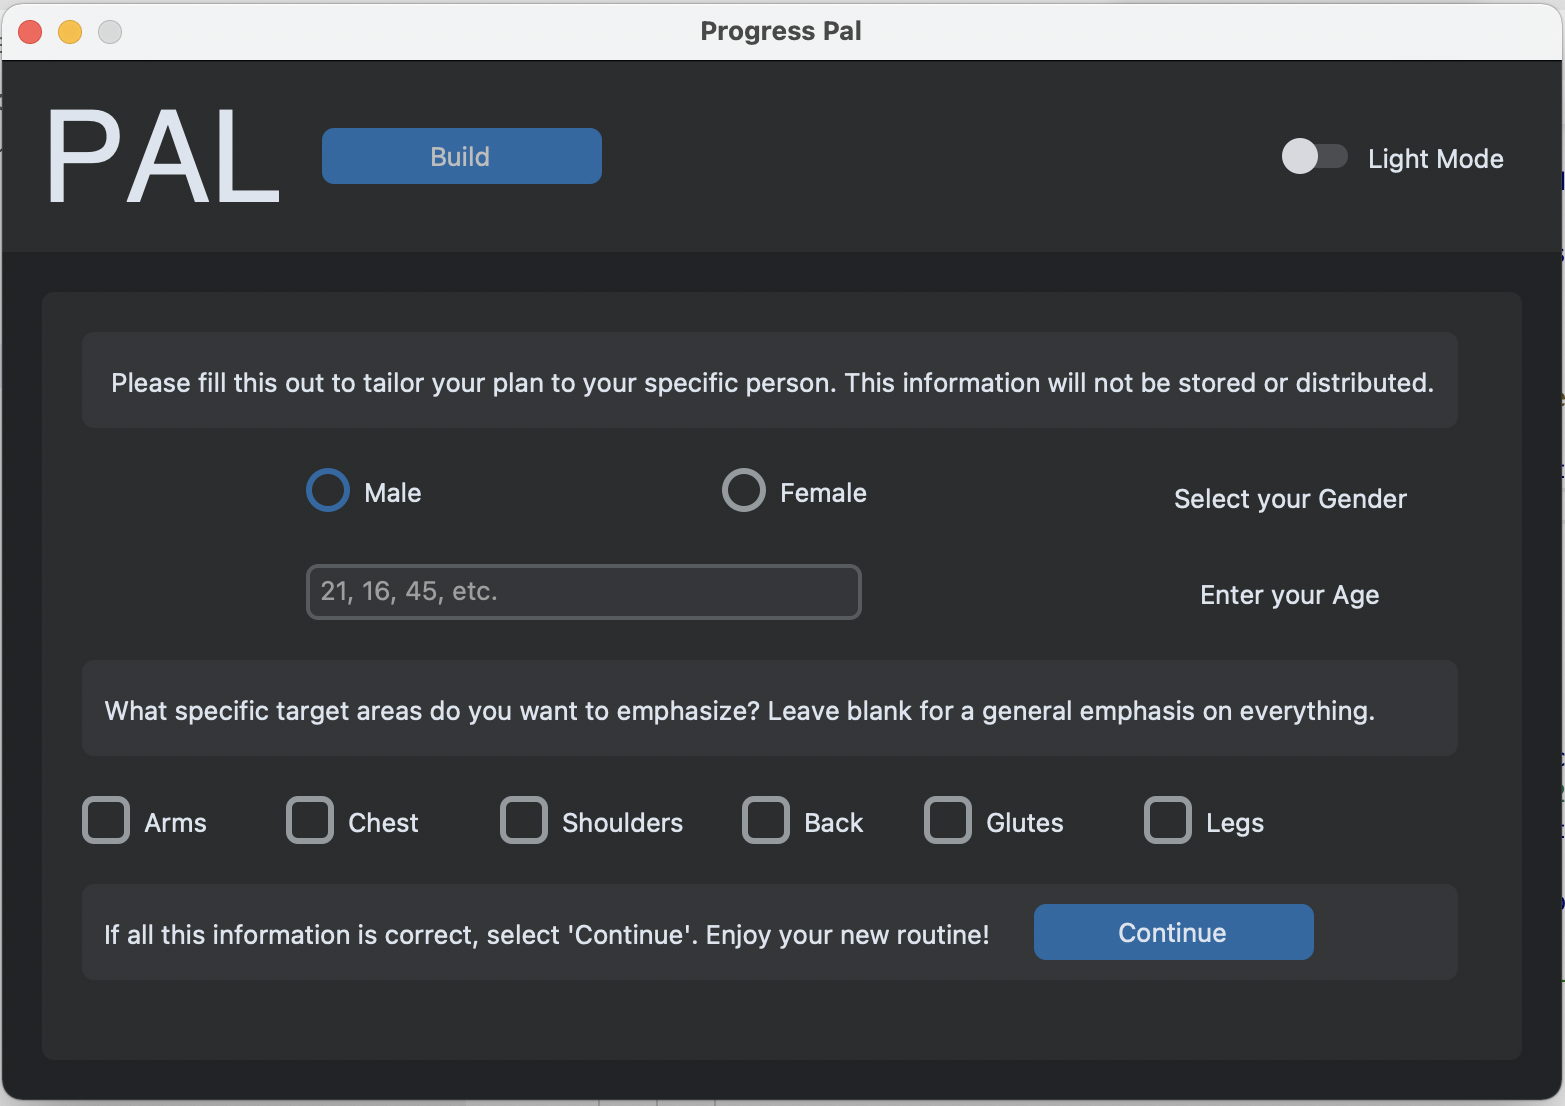 Progress Pal
PAL
Build
Light Mode
Please fill this out to tailor your plan to your specific person. This information will not be stored or distributed.
Male Female Select your Gender
21, 16, 45, etc. Enter your Age
What specific target areas do you want to emphasize? Leave blank for a general emphasis on everything.
Arms Chest Shoulders Back Glutes Legs
If all this information is correct, select 'Continue'. Enjoy your new routine! Continue